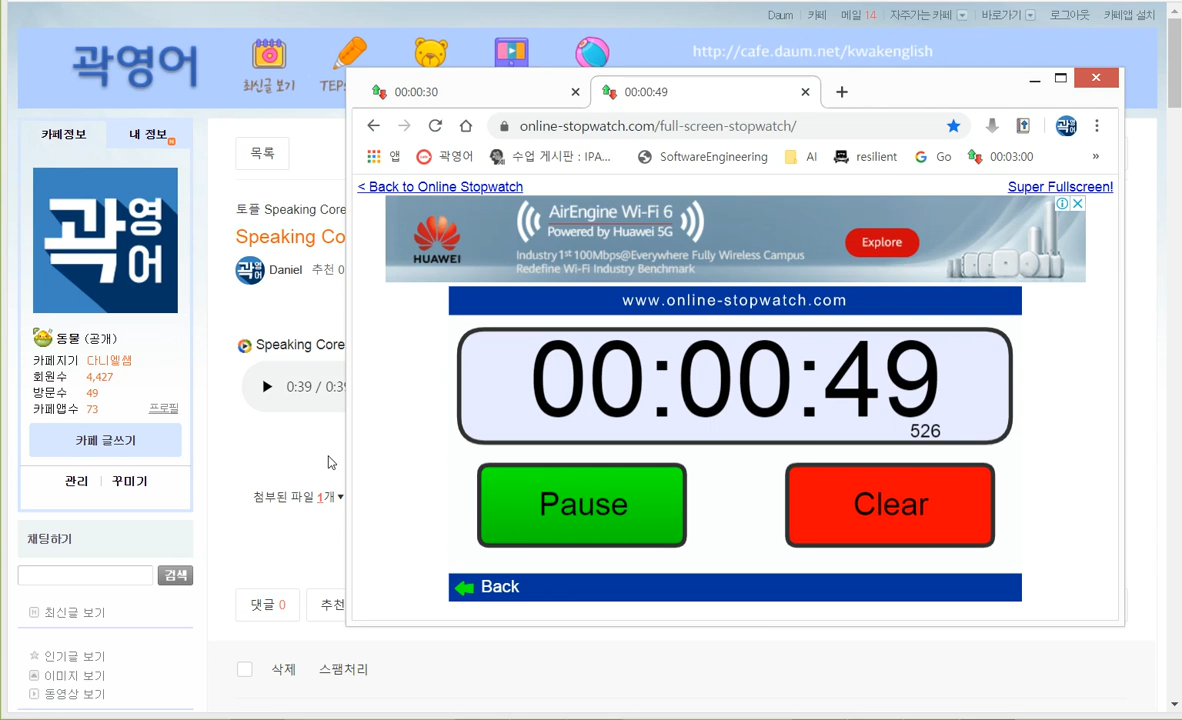 Daum 카페 메일 14 자주가는 카페 바로가기 로그아웃 카페앱 설치
곽영어
최신글 보기
TEPS
http://cafe.daum.net/kwakenglish
카페정보 내 정보 N
곽영어
동물 (공개)
카페지기 다니엘샘
회원수 4,427
방문수 49
카페앱수 73 프로필
카페 글쓰기
관리 꾸미기
채팅하기
검색
최신글 보기
인기글 보기
이미지 보기
동영상 보기
목록
토플 Speaking Core
Speaking Co
Daniel 추천 0
Speaking Core
0:39 / 0:39
첨부된 파일 1개
댓글 0 추천
삭제 스팸처리
00:00:30 00:00:49
online-stopwatch.com/full-screen-stopwatch/
앱 곽영어 수업 게시판 : IPA... SoftwareEngineering AI resilient Go 00:03:00 »
< Back to Online Stopwatch Super Fullscreen!
HUAWEI
AirEngine Wi-Fi 6
Powered by Huawei 5G
Industry 1st 100Mbps@Everywhere Fully Wireless Campus
Redefine Wi-Fi Industry Benchmark
Explore
www.online-stopwatch.com
00:00:49
526
Pause Clear
Back